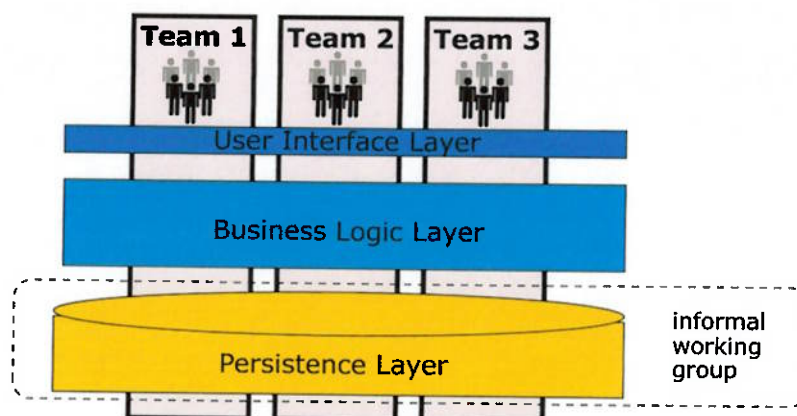 Team 1
Team 2
Team 3
User Interface Layer
Business Logic Layer
Persistence Layer
informal
working
group